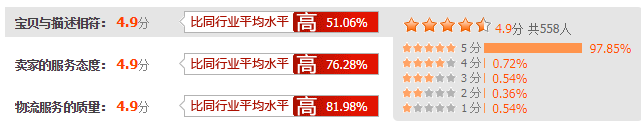 宝贝与描述相符： 4.9分 比同行业平均水平 高 51.06%
卖家的服务态度： 4.9分 比同行业平均水平 高 76.28%
物流服务的质量： 4.9分 比同行业平均水平 高 81.98%
4.9分 共558人
5分 97.85%
4分 0.72%
3分 0.54%
2分 0.36%
1分 0.54%